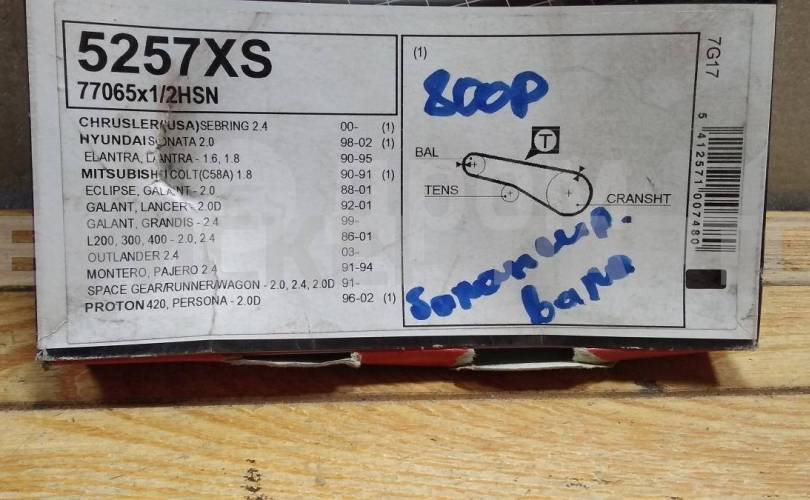 5257XS
77065x1/2HSN
CHRUSLER(USA)SEBRING 2.4 00- (1)
HYUNDAI SONATA 2.0 98-02 (1)
ELANTRA, LANTRA - 1.6, 1.8 90-95
MITSUBISHI COLT(C58A) 1.8 90-91 (1)
ECLIPSE, GALANT - 2.0 88-01
GALANT, LANCER - 2.0D 92-01
GALANT, GRANDIS - 2.4 99-
L200, 300, 400 - 2.0, 2.4 86-01
OUTLANDER 2.4 03-
MONTERO, PAJERO 2.4 91-94
SPACE GEAR/RUNNER/WAGON - 2.0, 2.4, 2.0D 91-
PROTON 420, PERSONA - 2.0D 96-02 (1)
(1)
800р
T
BAL
TENS
CRANSHT
балансир.
вала
7G17
5 412571 007480